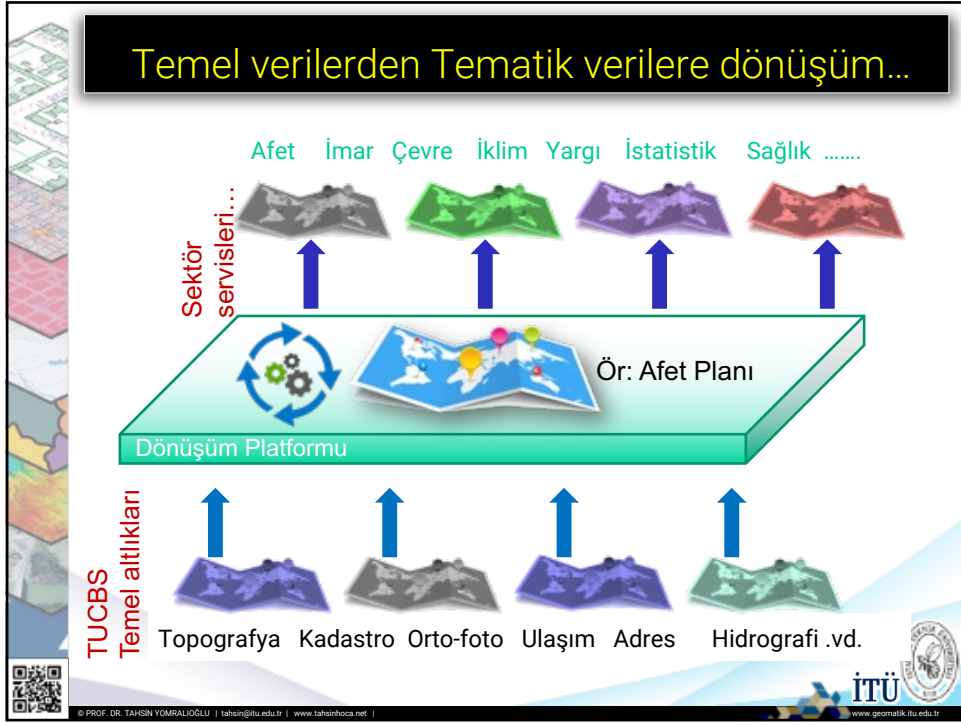 Temel verilerden Tematik verilere dönüşüm...
Afet İmar Çevre İklim Yargı İstatistik Sağlık .......
Sektör
servisleri...
Ör: Afet Planı
Dönüşüm Platformu
TUCBS
Temel altlıkları
Topografya Kadastro Orto-foto Ulaşım Adres Hidrografi .vd.
İTÜ
© PROF. DR. TAHSİN YOMRALIOĞLU | tahsin@itu.edu.tr | www.tahsinhoca.net |
www.geomatik.itu.edu.tr